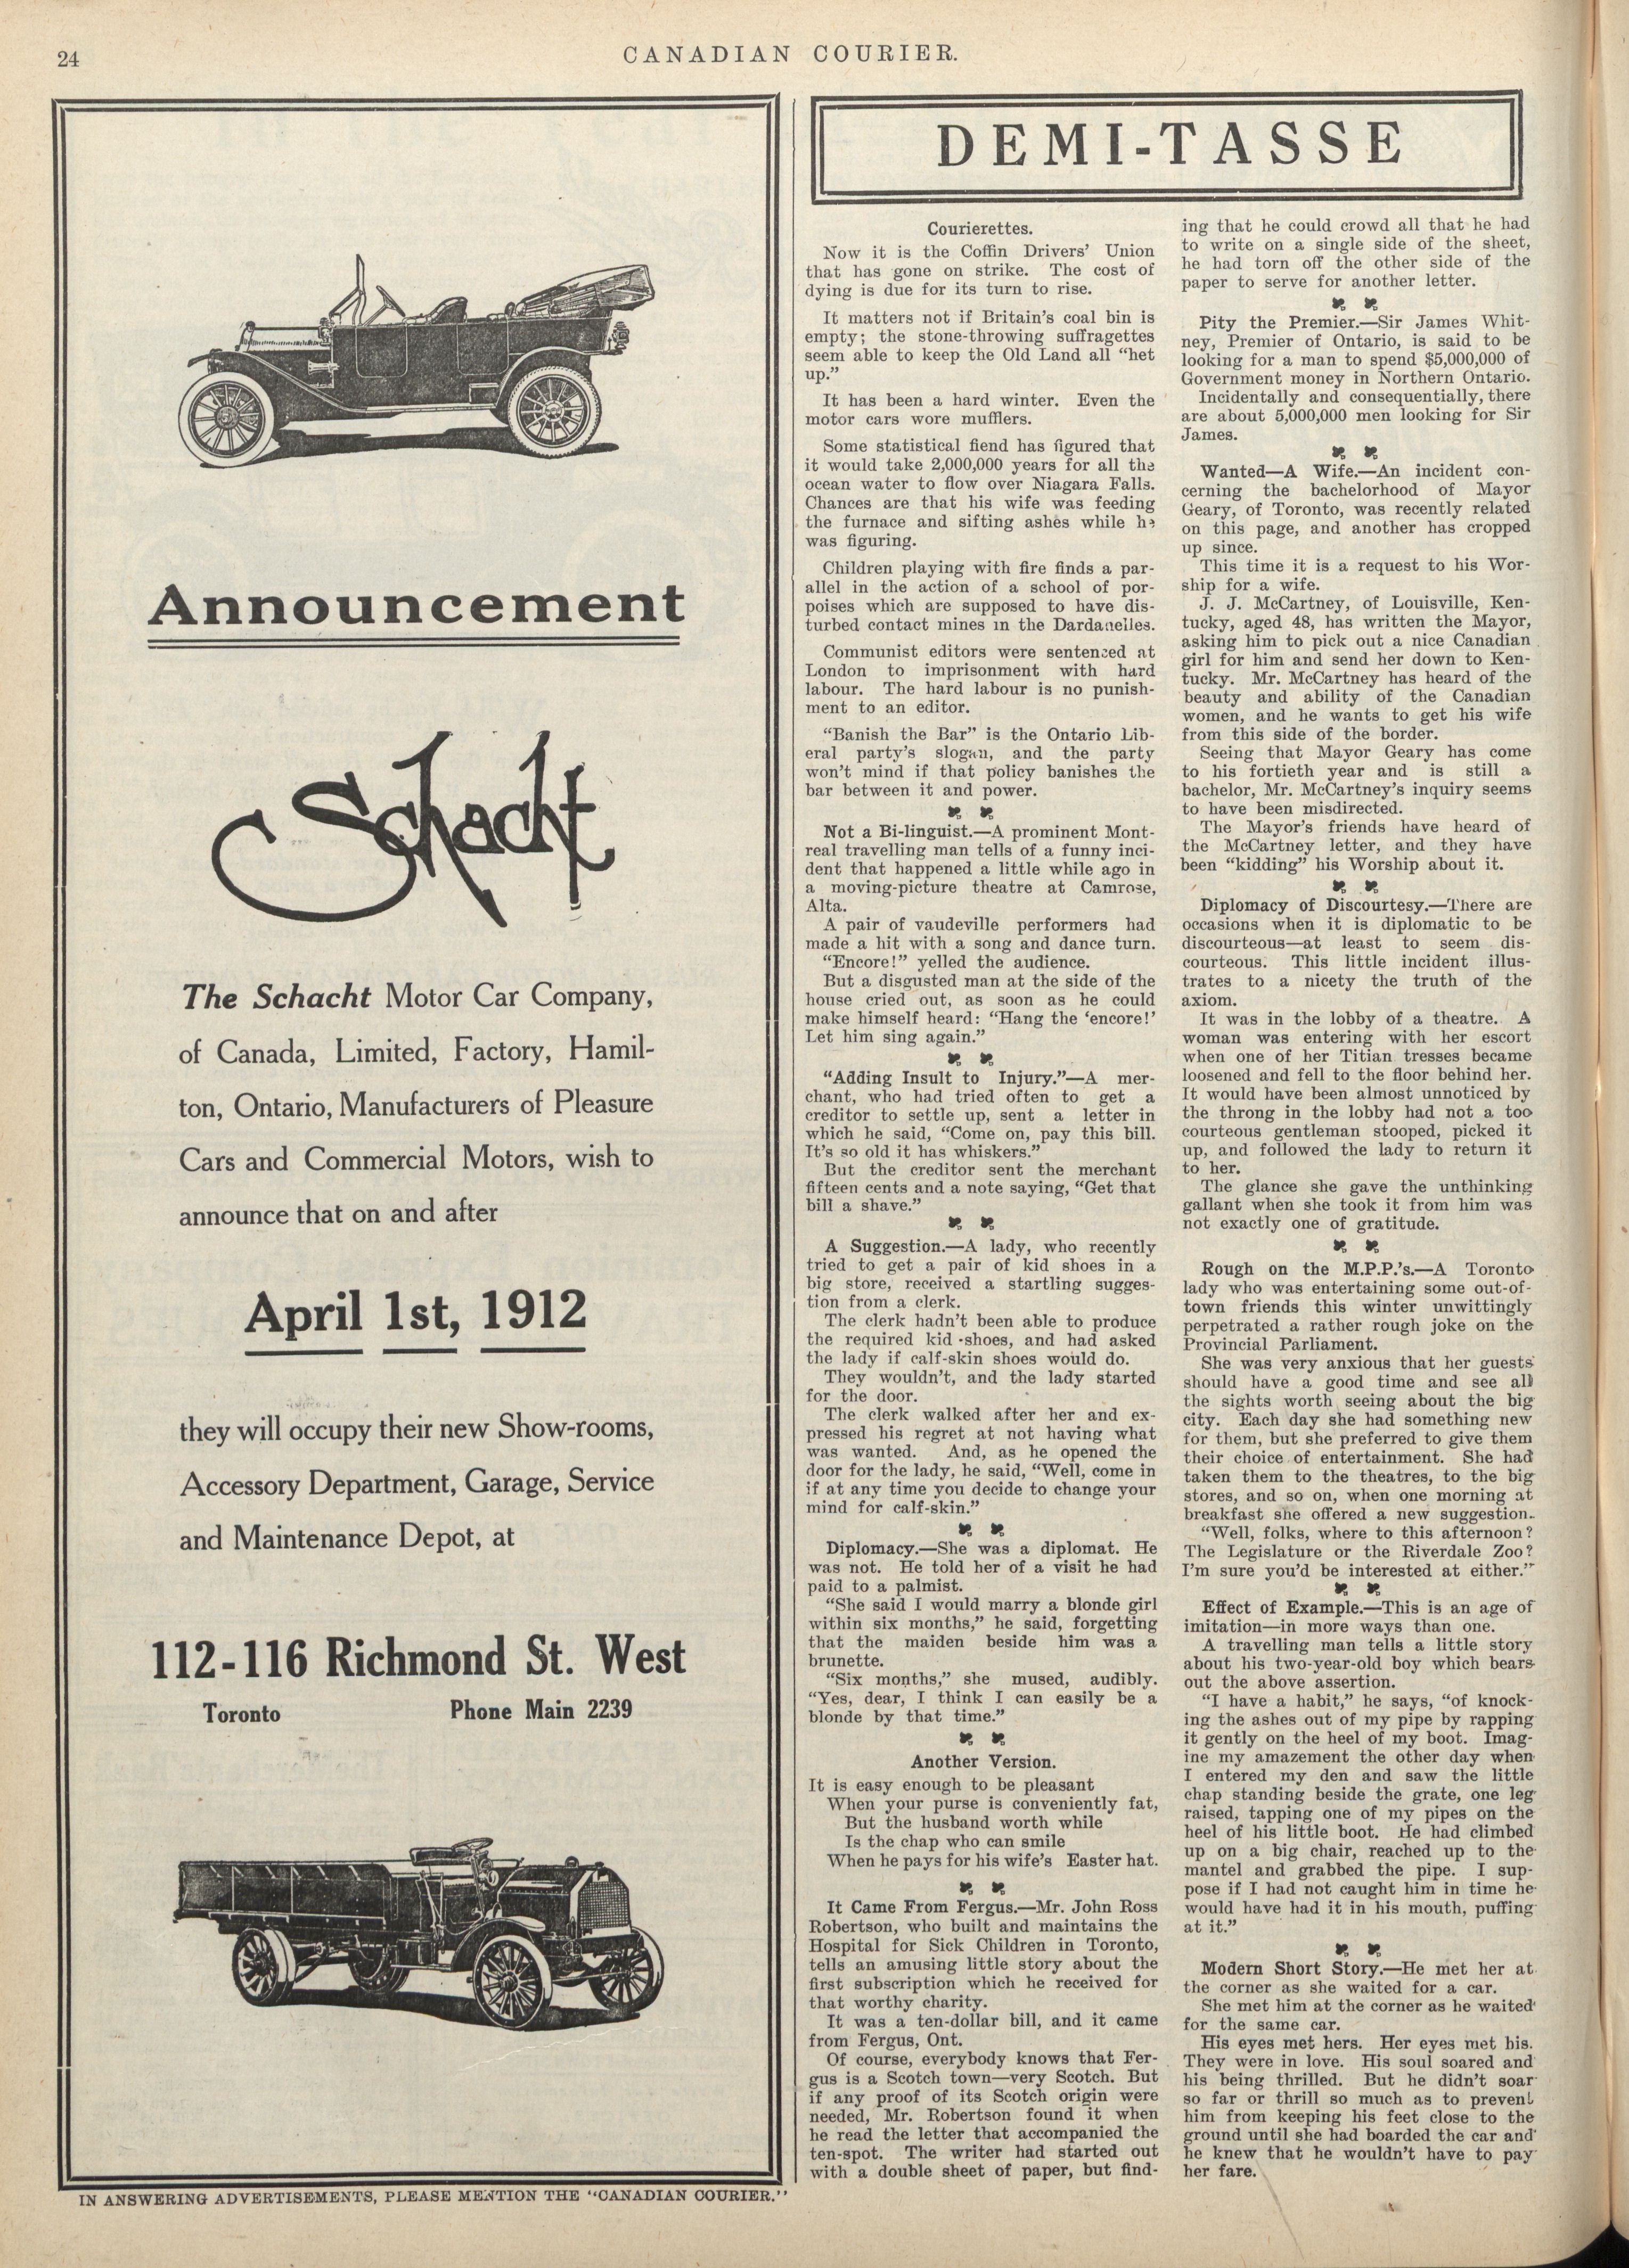 24
CANADIAN COURIER.
Announcement
Schacht
The Schacht Motor Car Company,
of Canada, Limited, Factory, Hamil-
ton, Ontario, Manufacturers of Pleasure
Cars and Commercial Motors, wish to
announce that on and after
April 1st, 1912
they will occupy their new Show-rooms,
Accessory Department, Garage, Service
and Maintenance Depot, at
112-116 Richmond St. West
Toronto Phone Main 2239
IN ANSWERING ADVERTISEMENTS, PLEASE MENTION THE "CANADIAN COURIER."
DEMI-TASSE
Courierettes.
Now it is the Coffin Drivers' Union
that has gone on strike. The cost of
dying is due for its turn to rise.
It matters not if Britain's coal bin is
empty; the stone-throwing suffragettes
seem able to keep the Old Land all "het
up."
It has been a hard winter. Even the
motor cars wore mufflers.
Some statistical fiend has figured that
it would take 2,000,000 years for all the
ocean water to flow over Niagara Falls.
Chances are that his wife was feeding
the furnace and sifting ashes while he
was figuring.
Children playing with fire finds a par-
allel in the action of a school of por-
poises which are supposed to have dis-
turbed contact mines in the Dardanelles.
Communist editors were sentenced at
London to imprisonment with hard
labour. The hard labour is no punish-
ment to an editor.
"Banish the Bar" is the Ontario Lib-
eral party's slogan, and the party
won't mind if that policy banishes the
bar between it and power.
Not a Bi-linguist.—A prominent Mont-
real travelling man tells of a funny inci-
dent that happened a little while ago in
a moving-picture theatre at Camrose,
Alta.
A pair of vaudeville performers had
made a hit with a song and dance turn.
"Encore!" yelled the audience.
But a disgusted man at the side of the
house cried out, as soon as he could
make himself heard: "Hang the 'encore!'
Let him sing again."
"Adding Insult to Injury."—A mer-
chant, who had tried often to get a
creditor to settle up, sent a letter in
which he said, "Come on, pay this bill.
It's so old it has whiskers."
But the creditor sent the merchant
fifteen cents and a note saying, "Get that
bill a shave."
A Suggestion.—A lady, who recently
tried to get a pair of kid shoes in a
big store, received a startling sugges-
tion from a clerk.
The clerk hadn't been able to produce
the required kid -shoes, and had asked
the lady if calf-skin shoes would do.
They wouldn't, and the lady started
for the door.
The clerk walked after her and ex-
pressed his regret at not having what
was wanted. And, as he opened the
door for the lady, he said, "Well, come in
if at any time you decide to change your
mind for calf-skin."
Diplomacy.—She was a diplomat. He
was not. He told her of a visit he had
paid to a palmist.
"She said I would marry a blonde girl
within six months," he said, forgetting
that the maiden beside him was a
brunette.
"Six months," she mused, audibly.
"Yes, dear, I think I can easily be a
blonde by that time."
Another Version.
It is easy enough to be pleasant
When your purse is conveniently fat,
But the husband worth while
Is the chap who can smile
When he pays for his wife's Easter hat.
It Came From Fergus.—Mr. John Ross
Robertson, who built and maintains the
Hospital for Sick Children in Toronto,
tells an amusing little story about the
first subscription which he received for
that worthy charity.
It was a ten-dollar bill, and it came
from Fergus, Ont.
Of course, everybody knows that Fer-
gus is a Scotch town—very Scotch. But
if any proof of its Scotch origin were
needed, Mr. Robertson found it when
he read the letter that accompanied the
ten-spot. The writer had started out
with a double sheet of paper, but find-
ing that he could crowd all that he had
to write on a single side of the sheet,
he had torn off the other side of the
paper to serve for another letter.
Pity the Premier.—Sir James Whit-
ney, Premier of Ontario, is said to be
looking for a man to spend $5,000,000 of
Government money in Northern Ontario.
Incidentally and consequentially, there
are about 5,000,000 men looking for Sir
James.
Wanted—A Wife.—An incident con-
cerning the bachelorhood of Mayor
Geary, of Toronto, was recently related
on this page, and another has cropped
up since.
This time it is a request to his Wor-
ship for a wife.
J. J. McCartney, of Louisville, Ken-
tucky, aged 48, has written the Mayor,
asking him to pick out a nice Canadian
girl for him and send her down to Ken-
tucky. Mr. McCartney has heard of the
beauty and ability of the Canadian
women, and he wants to get his wife
from this side of the border.
Seeing that Mayor Geary has come
to his fortieth year and is still a
bachelor, Mr. McCartney's inquiry seems
to have been misdirected.
The Mayor's friends have heard of
the McCartney letter, and they have
been "kidding" his Worship about it.
Diplomacy of Discourtesy.—There are
occasions when it is diplomatic to be
discourteous—at least to seem dis-
courteous. This little incident illus-
trates to a nicety the truth of the
axiom.
It was in the lobby of a theatre. A
woman was entering with her escort
when one of her Titian tresses became
loosened and fell to the floor behind her.
It would have been almost unnoticed by
the throng in the lobby had not a too
courteous gentleman stooped, picked it
up, and followed the lady to return it
to her.
The glance she gave the unthinking
gallant when she took it from him was
not exactly one of gratitude.
Rough on the M.P.P.'s.—A Toronto
lady who was entertaining some out-of-
town friends this winter unwittingly
perpetrated a rather rough joke on the
Provincial Parliament.
She was very anxious that her guests
should have a good time and see all
the sights worth seeing about the big
city. Each day she had something new
for them, but she preferred to give them
their choice of entertainment. She had
taken them to the theatres, to the big
stores, and so on, when one morning at
breakfast she offered a new suggestion.
"Well, folks, where to this afternoon?
The Legislature or the Riverdale Zoo?
I'm sure you'd be interested at either."
Effect of Example.—This is an age of
imitation—in more ways than one.
A travelling man tells a little story
about his two-year-old boy which bears
out the above assertion.
"I have a habit," he says, "of knock-
ing the ashes out of my pipe by rapping
it gently on the heel of my boot. Imag-
ine my amazement the other day when
I entered my den and saw the little
chap standing beside the grate, one leg
raised, tapping one of my pipes on the
heel of his little boot. He had climbed
up on a big chair, reached up to the
mantel and grabbed the pipe. I sup-
pose if I had not caught him in time he
would have had it in his mouth, puffing
at it."
Modern Short Story.—He met her at
the corner as she waited for a car.
She met him at the corner as he waited
for the same car.
His eyes met hers. Her eyes met his.
They were in love. His soul soared and
his being thrilled. But he didn't soar
so far or thrill so much as to prevent
him from keeping his feet close to the
ground until she had boarded the car and
he knew that he wouldn't have to pay
her fare.